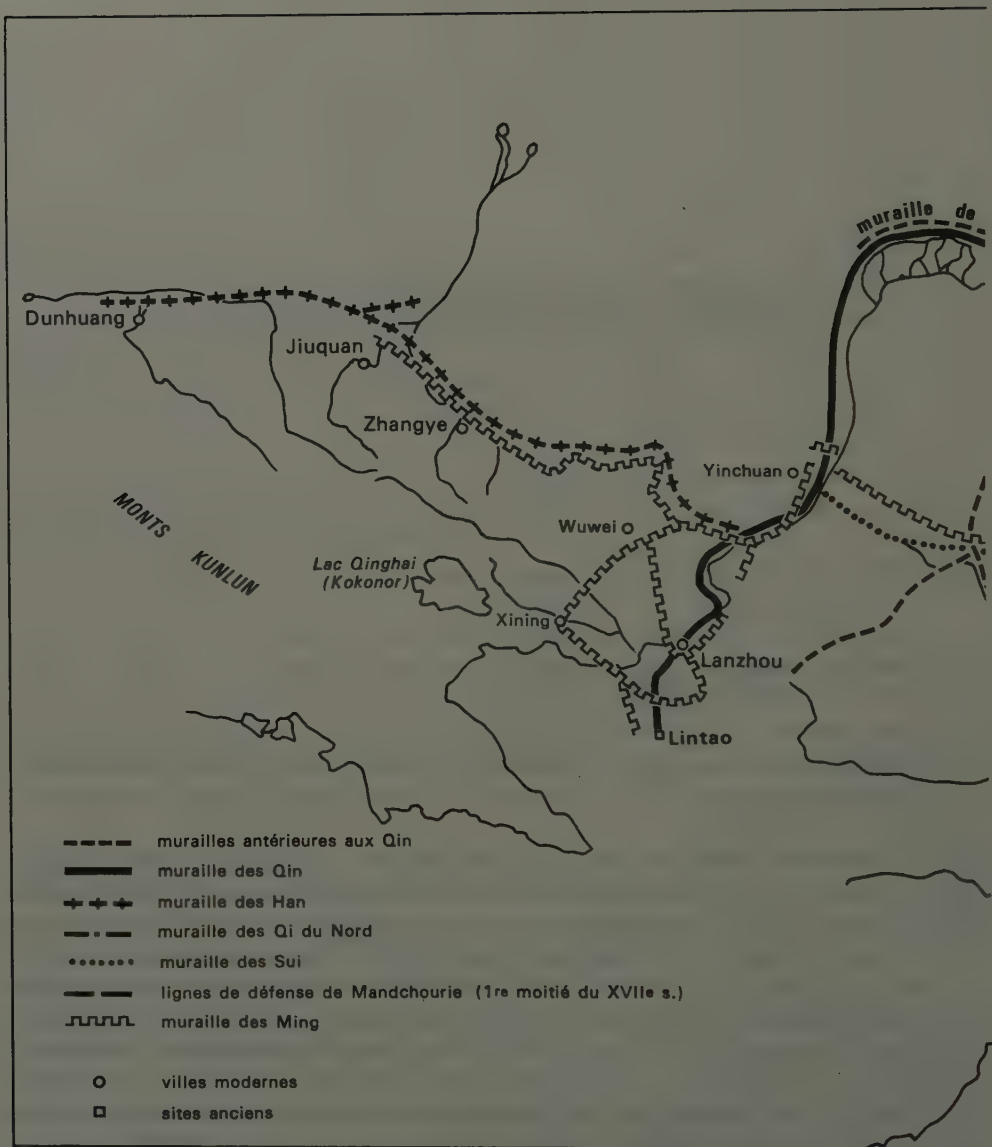 muraille de
Dunhuang
Jiuquan
Zhangye
Yinchuan
Wuwei
MONTS
KUNLUN
Lac Qinghai
(Kokonor)
Xining
Lanzhou
Lintao
murailles antérieures aux Qin
muraille des Qin
muraille des Han
muraille des Qi du Nord
muraille des Sui
lignes de défense de Mandchourie (1re moitié du XVIIe s.)
muraille des Ming
villes modernes
sites anciens